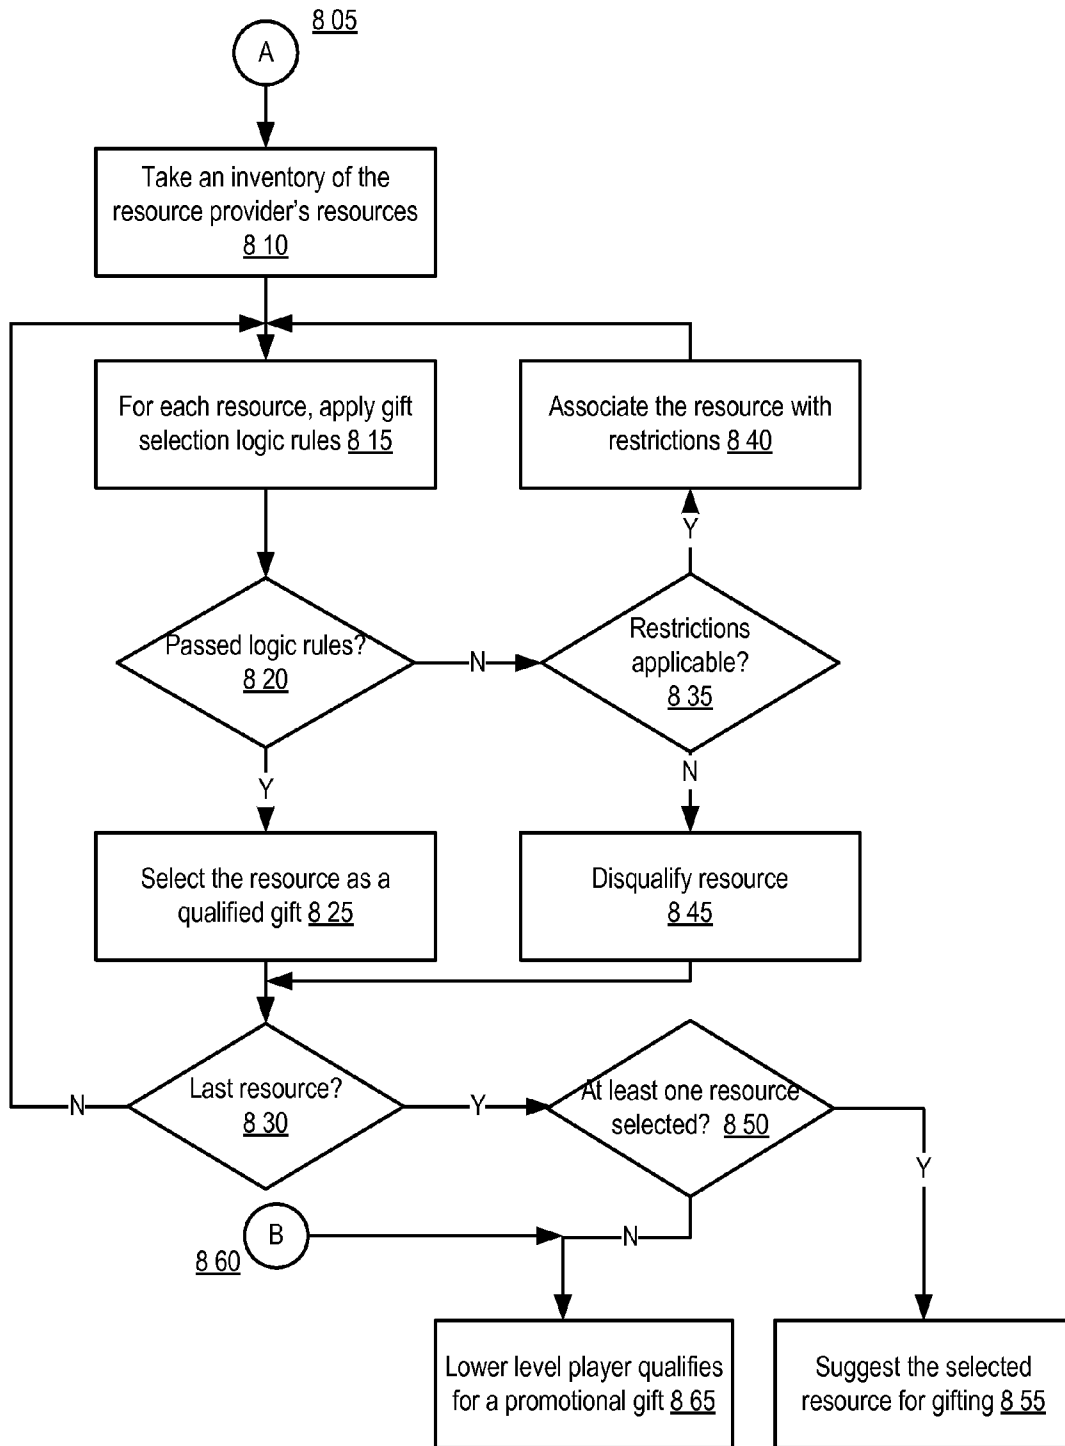 8 05
A
Take an inventory of the
resource provider's resources
8 10
For each resource, apply gift
selection logic rules 8 15
Associate the resource with
restrictions 8 40
Y
Passed logic rules?
8 20
N
Restrictions
applicable?
8 35
Y
N
Select the resource as a
qualified gift 8 25
Disqualify resource
8 45
Last resource?
8 30
N
Y
At least one resource
selected? 8 50
Y
B
8 60
N
Lower level player qualifies
for a promotional gift 8 65
Suggest the selected
resource for gifting 8 55